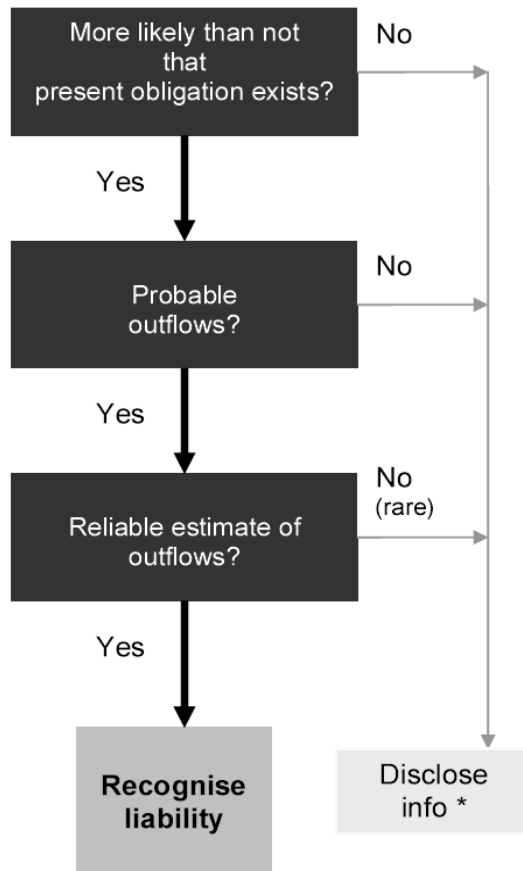 More likely than not
that
present obligation exists?
No
Yes
Probable
outflows?
No
Yes
Reliable estimate of
outflows?
No
(rare)
Yes
Recognise
liability
Disclose
info *